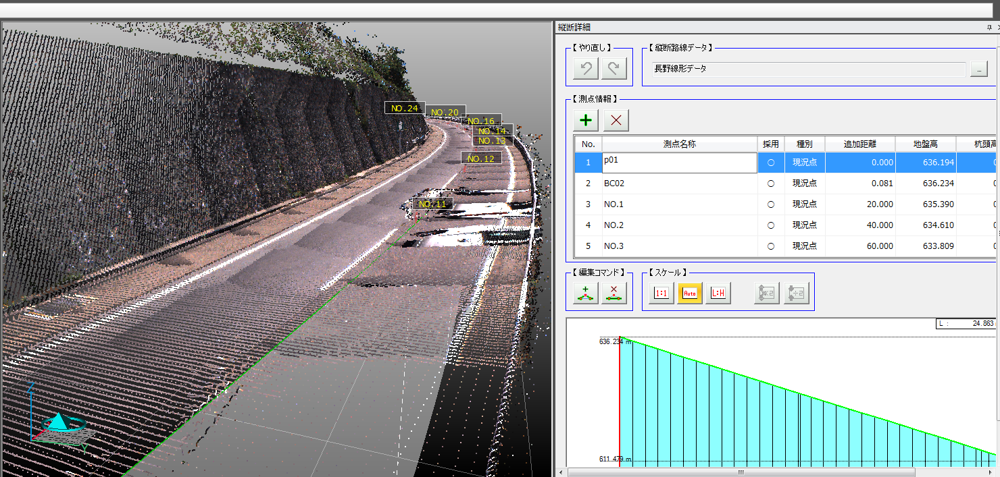 縦断詳細
【 やり直し 】
【 縦断路線データ 】
長野線形データ
...
【 測点情報 】
No. 測点名称 採用 種別 追加距離 地盤高 杭頭高
1 p01 ○ 現況点 0.000 636.194
2 BC02 ○ 現況点 0.081 636.234
3 NO.1 ○ 現況点 20.000 635.390
4 NO.2 ○ 現況点 40.000 634.610
5 NO.3 ○ 現況点 60.000 633.809
【 編集コマンド 】
【 スケール 】
1:1 Auto L:H ×2 ÷2
L : 24.863
636.234 m
611.479 m
NO.24
NO.20
NO.16
NO.14
NO.13
NO.12
NO.11
Y